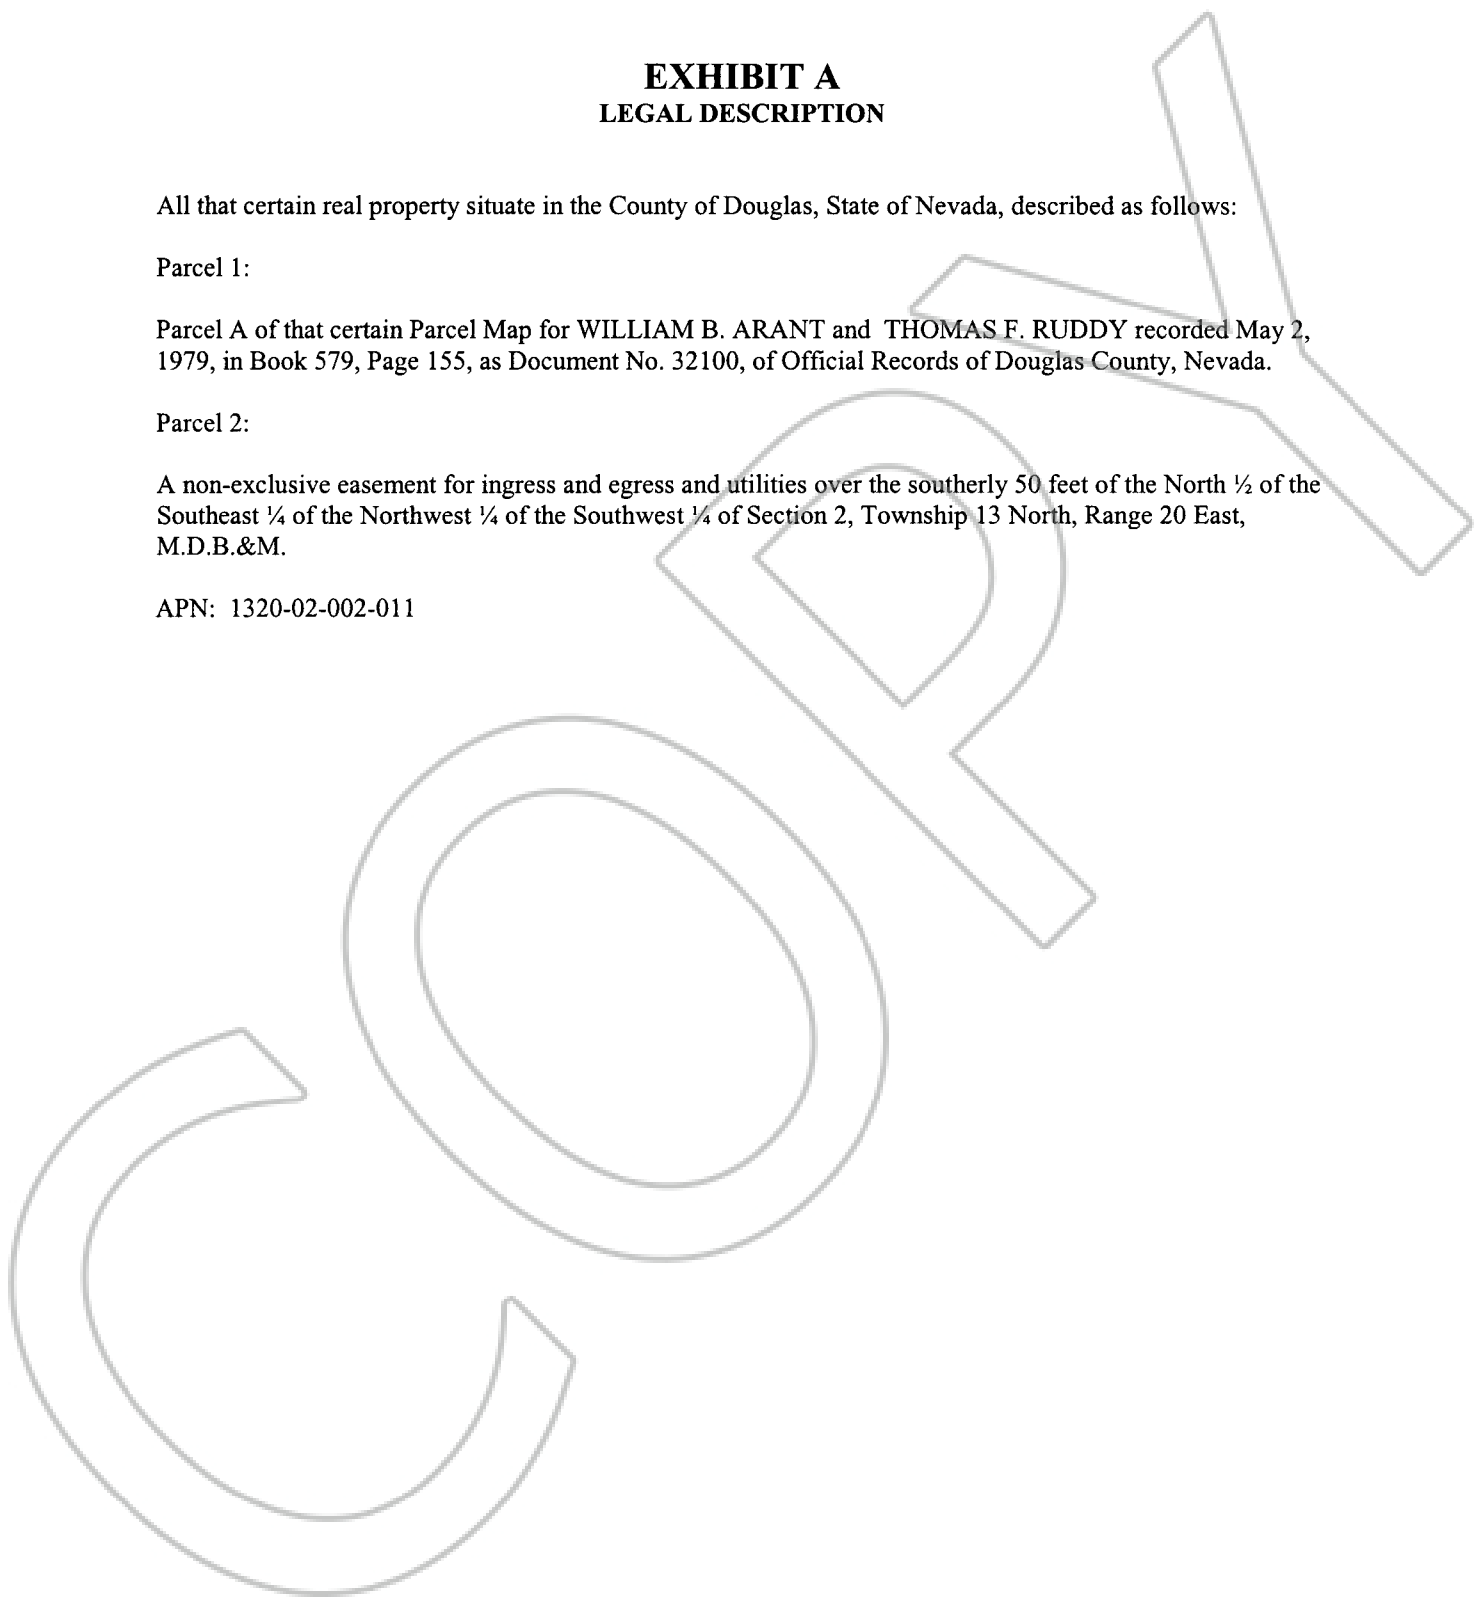 EXHIBIT A
LEGAL DESCRIPTION
All that certain real property situate in the County of Douglas, State of Nevada, described as follows:
Parcel 1:
Parcel A of that certain Parcel Map for WILLIAM B. ARANT and THOMAS F. RUDDY recorded May 2,
1979, in Book 579, Page 155, as Document No. 32100, of Official Records of Douglas County, Nevada.
Parcel 2:
A non-exclusive easement for ingress and egress and utilities over the southerly 50 feet of the North ½ of the
Southeast ¼ of the Northwest ¼ of the Southwest ¼ of Section 2, Township 13 North, Range 20 East,
M.D.B.&M.
APN: 1320-02-002-011
COPY